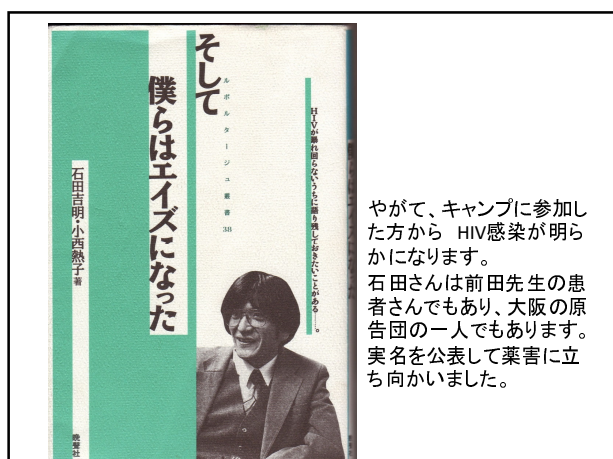 そして
僕らはエイズになった
ルポルタージュ叢書38
HIVが暴れ回らないうちに語り残しておきたいことがある……。
石田吉明・小西熱子 著
晩聲社
やがて、キャンプに参加し
た方から HIV感染が明ら
かになります。
石田さんは前田先生の患
者さんでもあり、大阪の原
告団の一人でもあります。
実名を公表して薬害に立
ち向かいました。